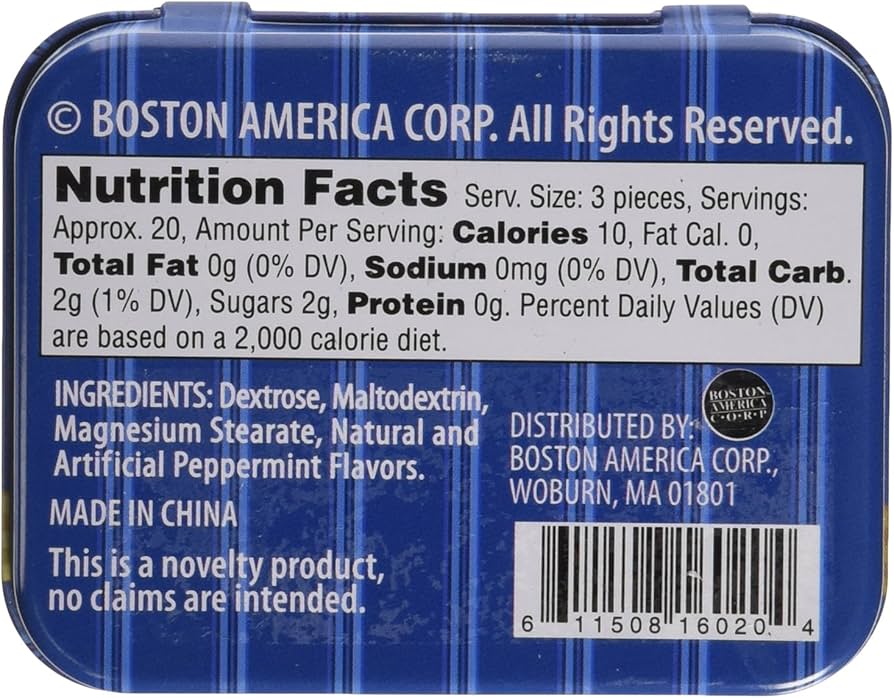 © BOSTON AMERICA CORP. All Rights Reserved.
Nutrition Facts Serv. Size: 3 pieces, Servings:
Approx. 20, Amount Per Serving: Calories 10, Fat Cal. 0,
Total Fat 0g (0% DV), Sodium 0mg (0% DV), Total Carb.
2g (1% DV), Sugars 2g, Protein 0g. Percent Daily Values (DV)
are based on a 2,000 calorie diet.
INGREDIENTS: Dextrose, Maltodextrin,
Magnesium Stearate, Natural and
Artificial Peppermint Flavors.
MADE IN CHINA
This is a novelty product,
no claims are intended.
BOSTON
AMERICA
C·O·R·P
DISTRIBUTED BY:
BOSTON AMERICA CORP.,
WOBURN, MA 01801
6 11508 16020 4